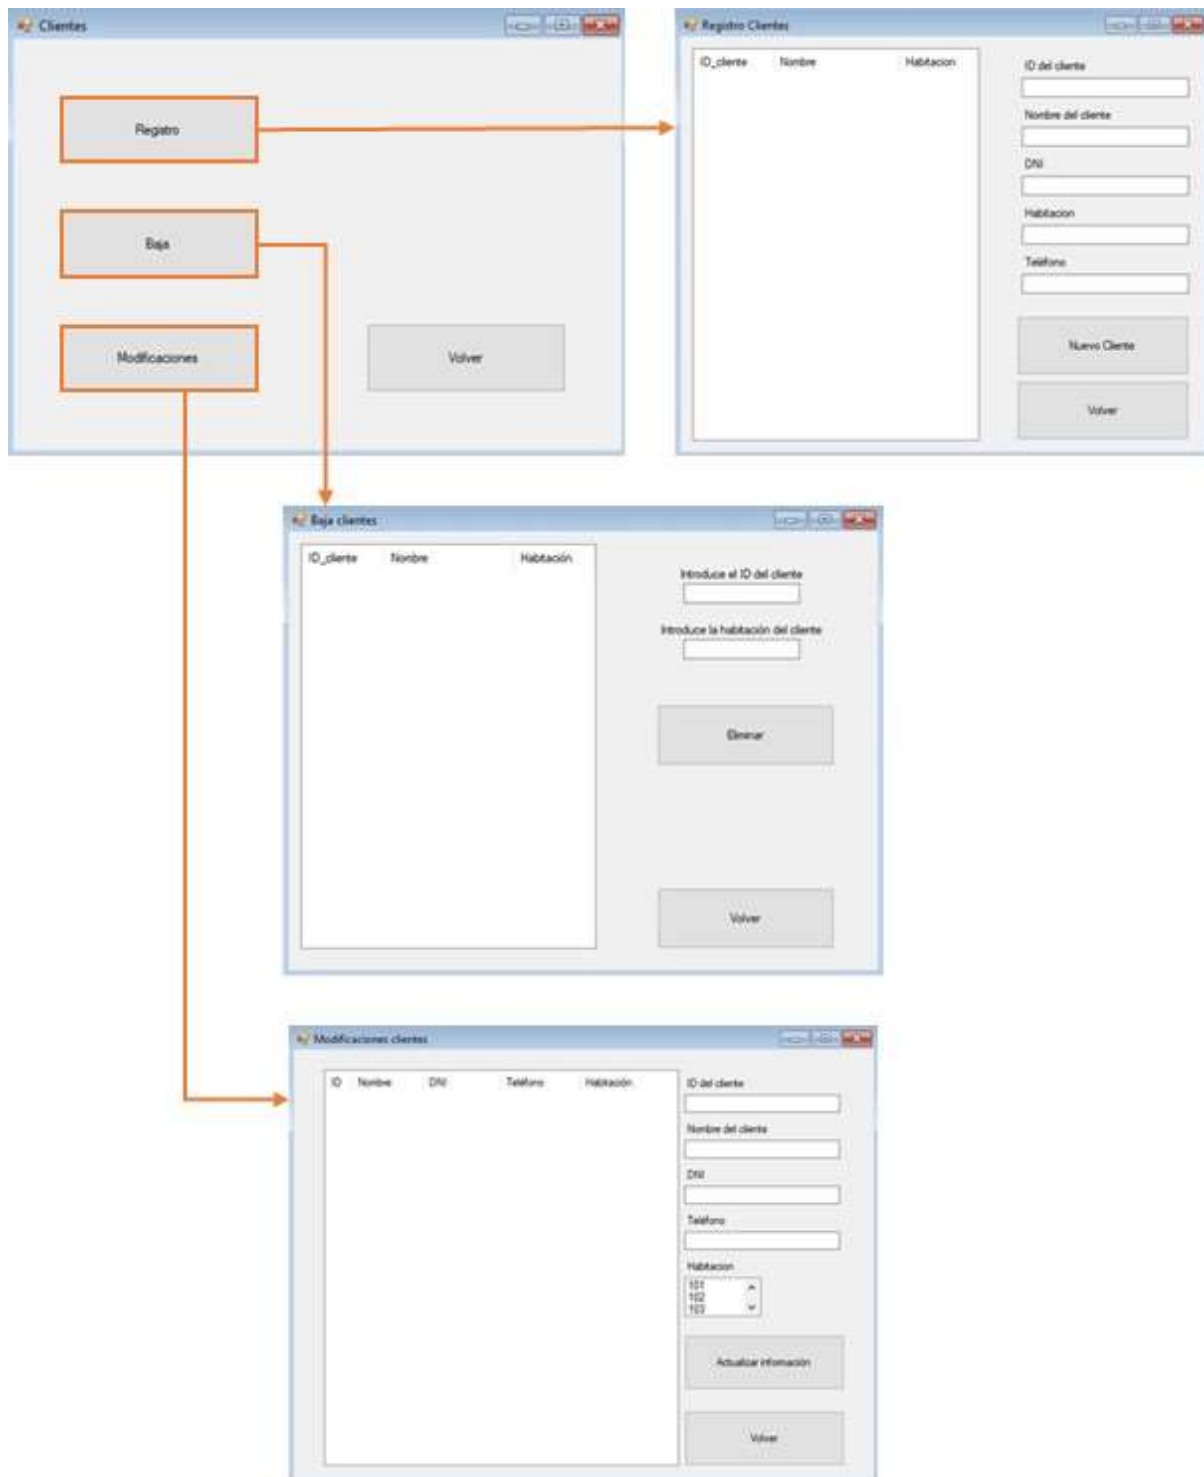 Clientes
Registro
Baja
Modificaciones
Volver
Registro Clientes
ID_cliente Nombre Habitacion
ID del cliente
Nombre del cliente
DNI
Habitacion
Teléfono
Nuevo Cliente
Volver
Baja clientes
ID_cliente Nombre Habitación
Introduce el ID del cliente
Introduce la habitación del cliente
Eliminar
Volver
Modificaciones clientes
ID Nombre DNI Teléfono Habitación
ID del cliente
Nombre del cliente
DNI
Teléfono
Habitacion
101
102
103
Actualizar información
Volver